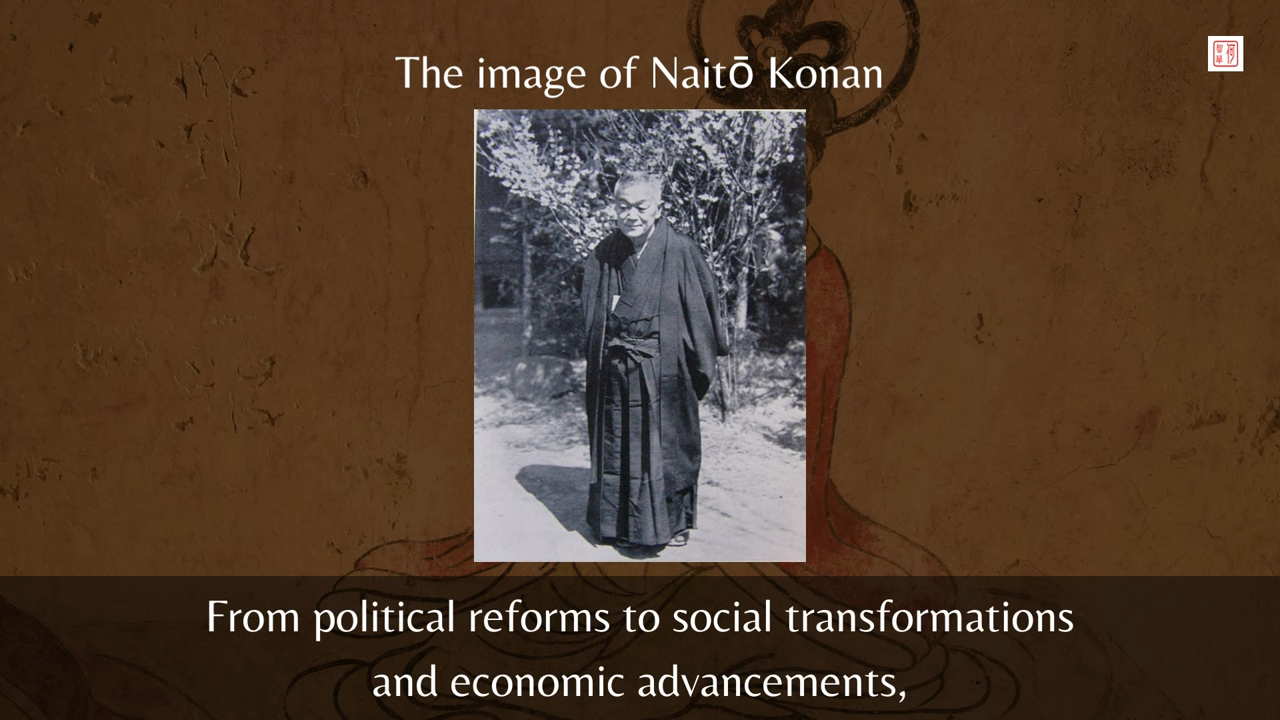 The image of Naitō Konan
From political reforms to social transformations
and economic advancements,